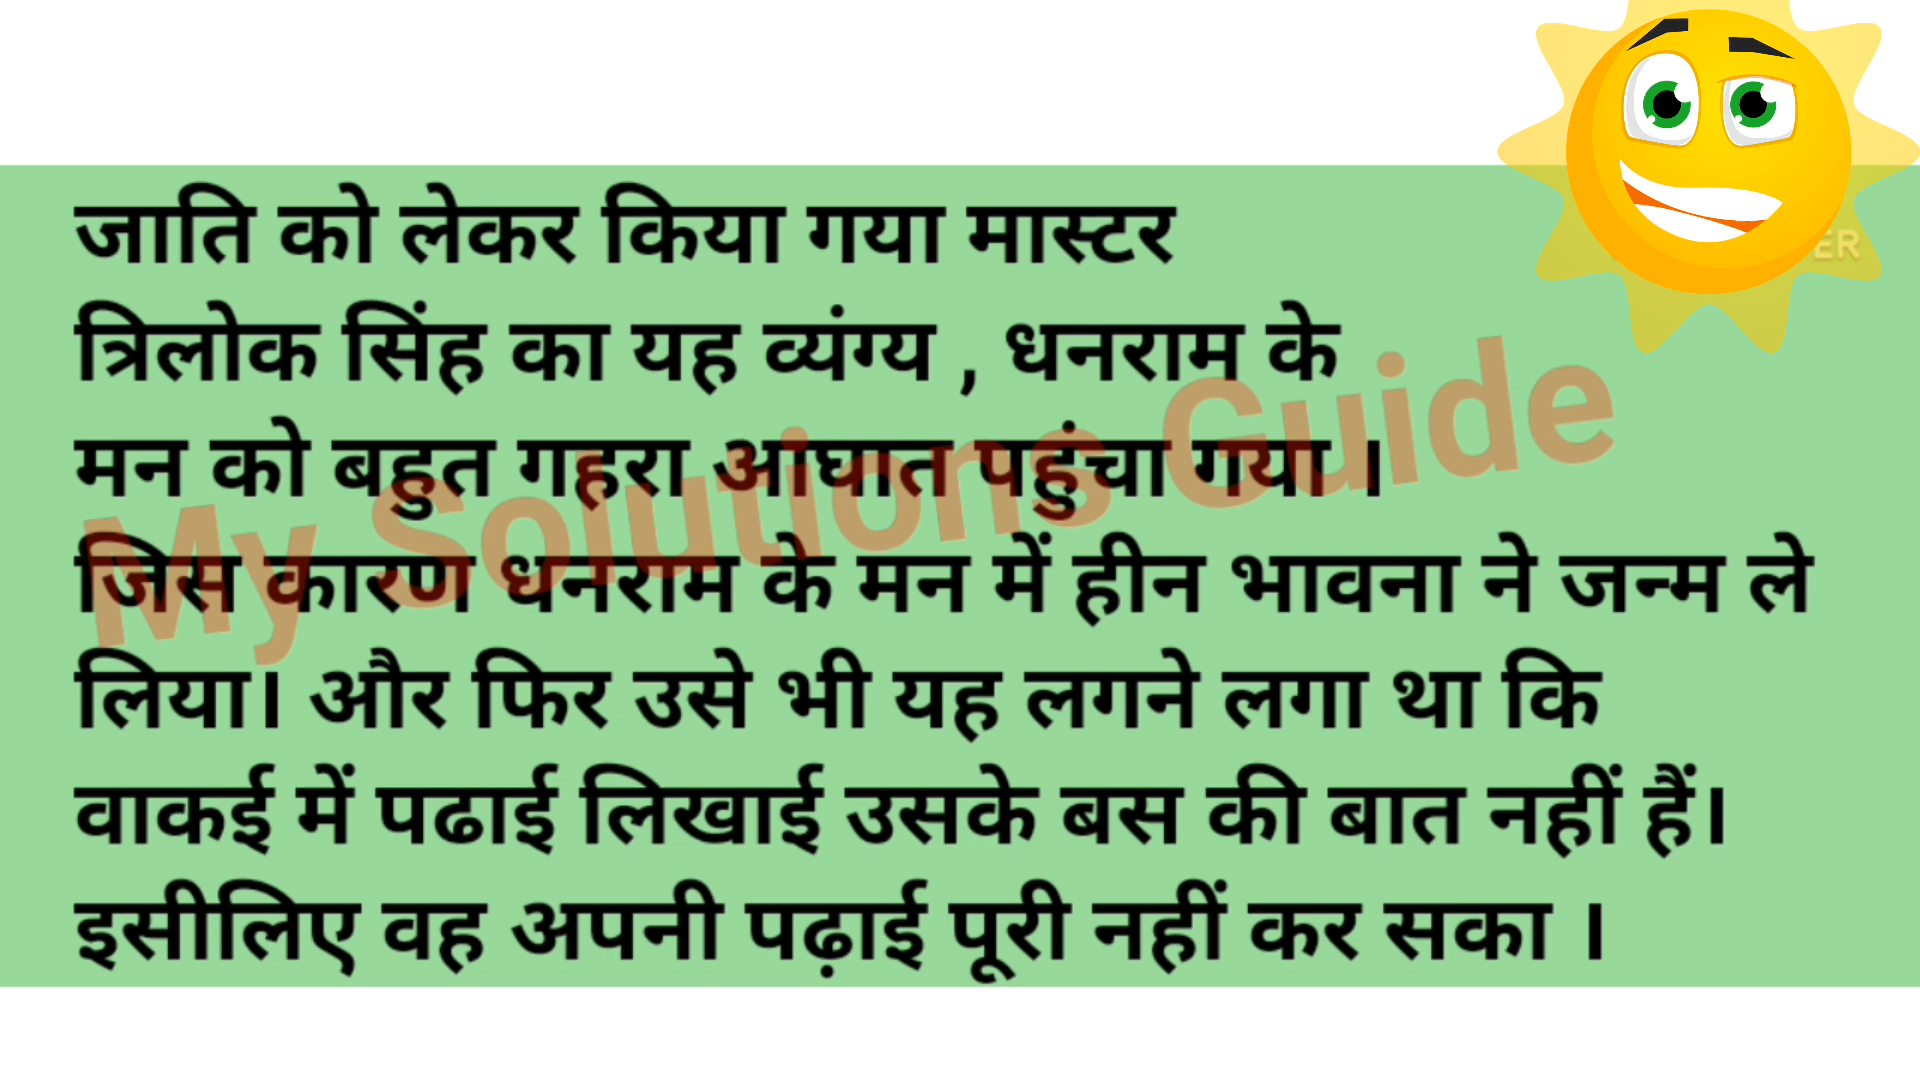 जाति को लेकर किया गया मास्टर
त्रिलोक सिंह का यह व्यंग्य , धनराम के
मन को बहुत गहरा आघात पहुंचा गया ।
जिस कारण धनराम के मन में हीन भावना ने जन्म ले
लिया। और फिर उसे भी यह लगने लगा था कि
वाकई में पढाई लिखाई उसके बस की बात नहीं हैं।
इसीलिए वह अपनी पढ़ाई पूरी नहीं कर सका ।
My Solutions Guide